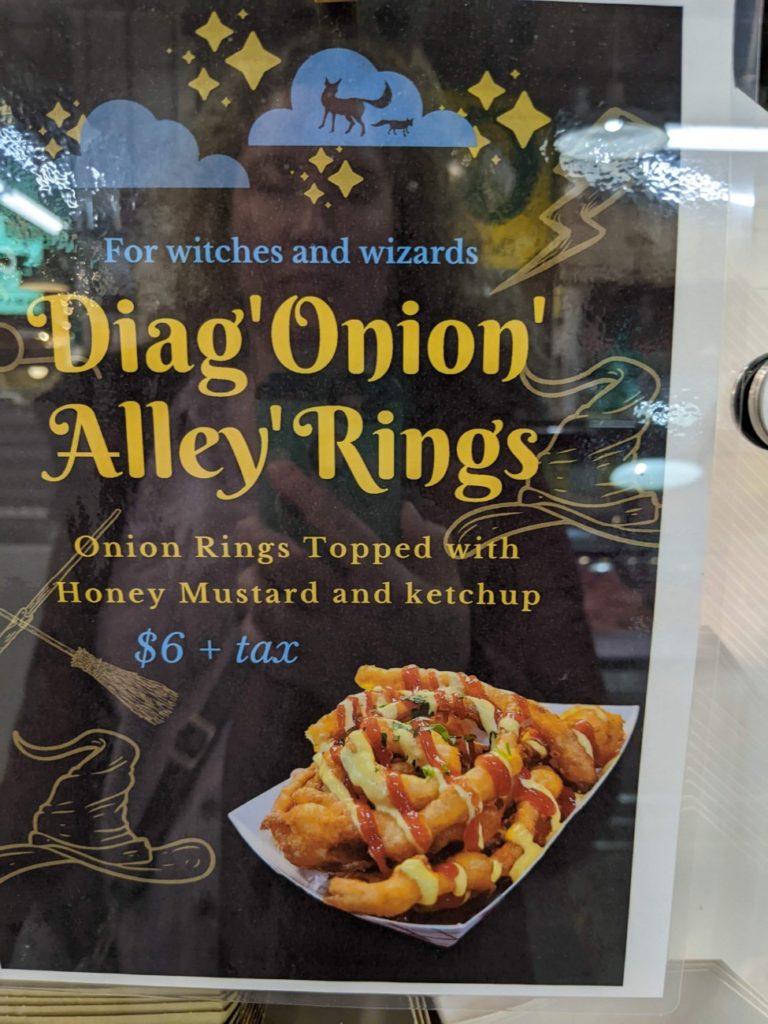 For witches and wizards
Diag'Onion'
Alley'Rings
Onion Rings Topped with
Honey Mustard and ketchup
$6 + tax